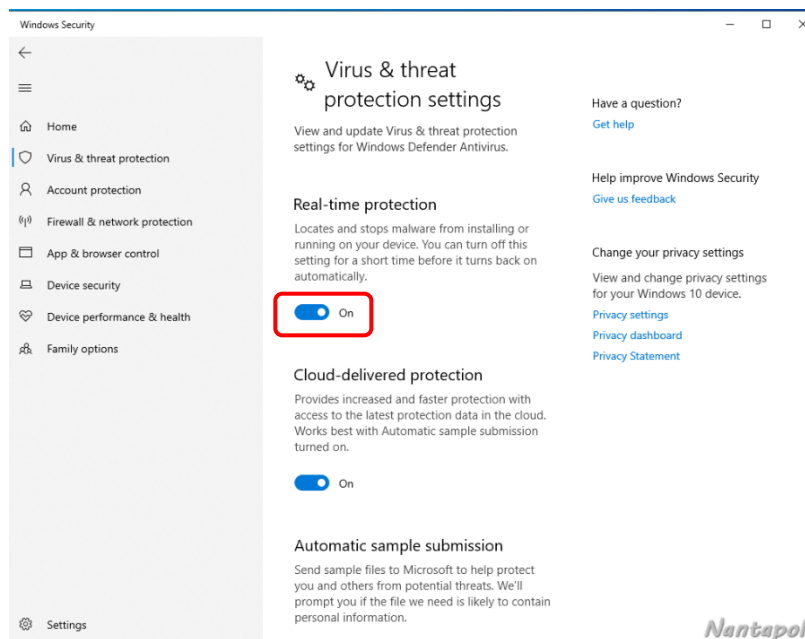 Windows Security
Home
Virus & threat protection
Account protection
Firewall & network protection
App & browser control
Device security
Device performance & health
Family options
Settings
Virus & threat
protection settings
View and update Virus & threat protection
settings for Windows Defender Antivirus.
Real-time protection
Locates and stops malware from installing or
running on your device. You can turn off this
setting for a short time before it turns back on
automatically.
On
Cloud-delivered protection
Provides increased and faster protection with
access to the latest protection data in the cloud.
Works best with Automatic sample submission
turned on.
On
Automatic sample submission
Send sample files to Microsoft to help protect
you and others from potential threats. We'll
prompt you if the file we need is likely to contain
personal information.
Have a question?
Get help
Help improve Windows Security
Give us feedback
Change your privacy settings
View and change privacy settings
for your Windows 10 device.
Privacy settings
Privacy dashboard
Privacy Statement
Nantapol